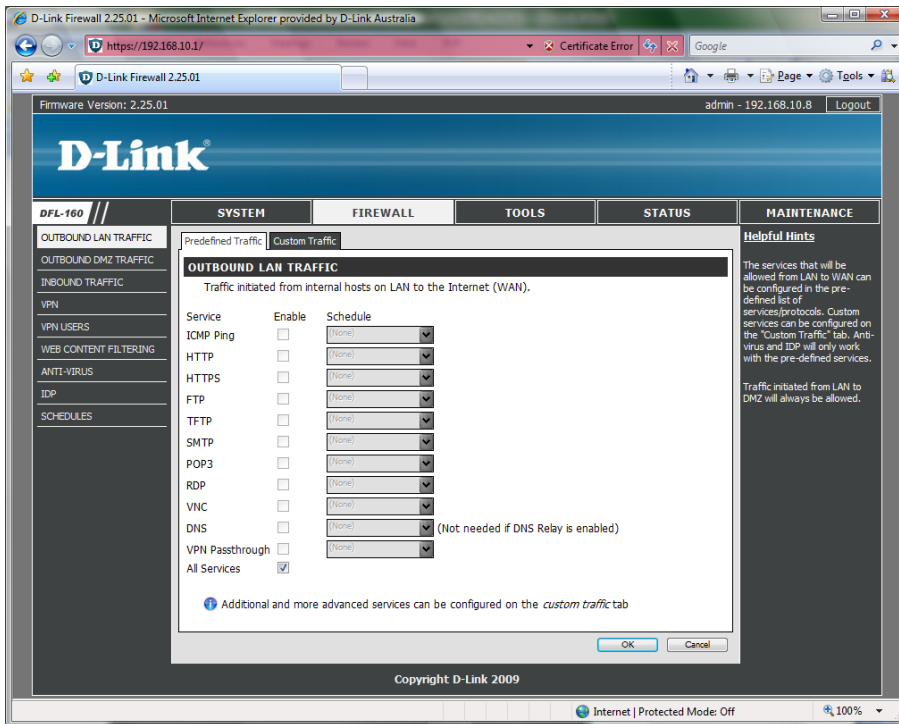 D-Link Firewall 2.25.01 - Microsoft Internet Explorer provided by D-Link Australia
https://192.168.10.1/
Certificate Error
Google
D-Link Firewall 2.25.01
Page
Tools
Firmware Version: 2.25.01
admin - 192.168.10.8
Logout
D-Link®
DFL-160
SYSTEM
FIREWALL
TOOLS
STATUS
MAINTENANCE
OUTBOUND LAN TRAFFIC
OUTBOUND DMZ TRAFFIC
INBOUND TRAFFIC
VPN
VPN USERS
WEB CONTENT FILTERING
ANTI-VIRUS
IDP
SCHEDULES
Predefined Traffic
Custom Traffic
OUTBOUND LAN TRAFFIC
Traffic initiated from internal hosts on LAN to the Internet (WAN).
Service Enable Schedule
ICMP Ping (None)
HTTP (None)
HTTPS (None)
FTP (None)
TFTP (None)
SMTP (None)
POP3 (None)
RDP (None)
VNC (None)
DNS (None) (Not needed if DNS Relay is enabled)
VPN Passthrough (None)
All Services
Additional and more advanced services can be configured on the custom traffic tab
OK
Cancel
Helpful Hints
The services that will be
allowed from LAN to WAN can
be configured in the pre-
defined list of
services/protocols. Custom
services can be configured on
the "Custom Traffic" tab. Anti-
virus and IDP will only work
with the pre-defined services.
Traffic initiated from LAN to
DMZ will always be allowed.
Copyright D-Link 2009
Internet | Protected Mode: Off
100%